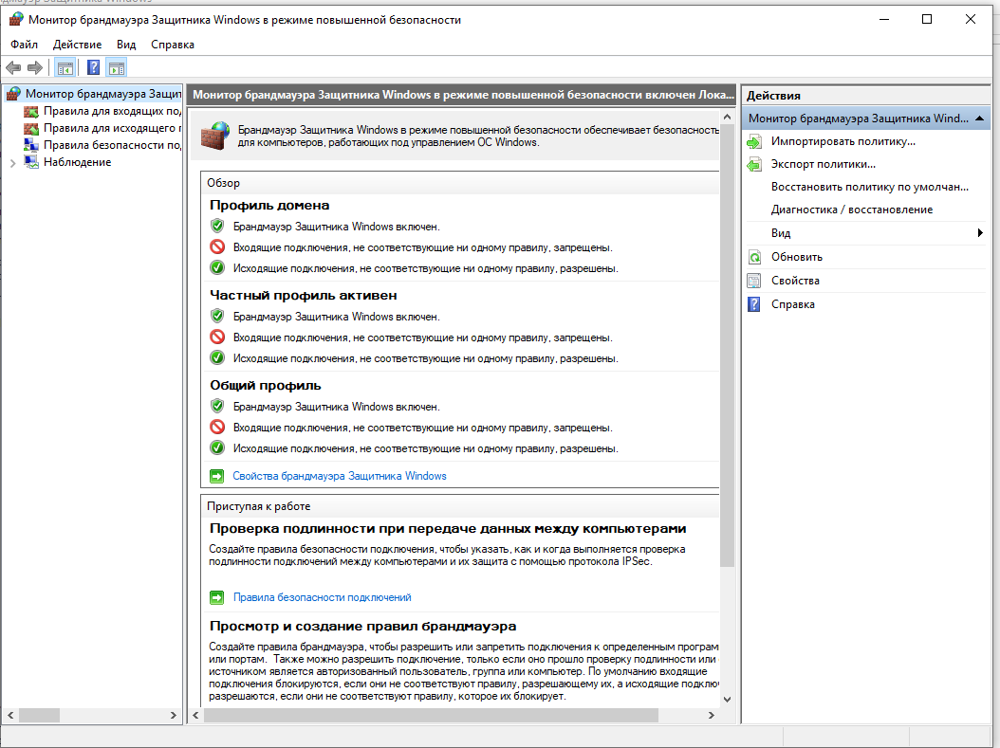 Монитор брандмауэра Защитника Windows в режиме повышенной безопасности
Файл Действие Вид Справка
Монитор брандмауэра Защит
Правила для входящих по
Правила для исходящего г
Правила безопасности по
Наблюдение
Монитор брандмауэра Защитника Windows в режиме повышенной безопасности включен Лока...
Брандмауэр Защитника Windows в режиме повышенной безопасности обеспечивает безопасность
для компьютеров, работающих под управлением ОС Windows.
Обзор
Профиль домена
Брандмауэр Защитника Windows включен.
Входящие подключения, не соответствующие ни одному правилу, запрещены.
Исходящие подключения, не соответствующие ни одному правилу, разрешены.
Частный профиль активен
Брандмауэр Защитника Windows включен.
Входящие подключения, не соответствующие ни одному правилу, запрещены.
Исходящие подключения, не соответствующие ни одному правилу, разрешены.
Общий профиль
Брандмауэр Защитника Windows включен.
Входящие подключения, не соответствующие ни одному правилу, запрещены.
Исходящие подключения, не соответствующие ни одному правилу, разрешены.
Свойства брандмауэра Защитника Windows
Приступая к работе
Проверка подлинности при передаче данных между компьютерами
Создайте правила безопасности подключения, чтобы указать, как и когда выполняется проверка
подлинности подключений между компьютерами и их защита с помощью протокола IPSec.
Правила безопасности подключений
Просмотр и создание правил брандмауэра
Создайте правила брандмауэра, чтобы разрешить или запретить подключения к определенным програм
или портам. Также можно разрешить подключение, только если оно прошло проверку подлинности или
источником является авторизованный пользователь, группа или компьютер. По умолчанию входящие
подключения блокируются, если они не соответствуют правилу, разрешающему их, а исходящие подклю
разрешаются, если они не соответствуют правилу, которое их блокирует.
Действия
Монитор брандмауэра Защитника Wind...
Импортировать политику...
Экспорт политики...
Восстановить политику по умолчан...
Диагностика / восстановление
Вид
Обновить
Свойства
Справка